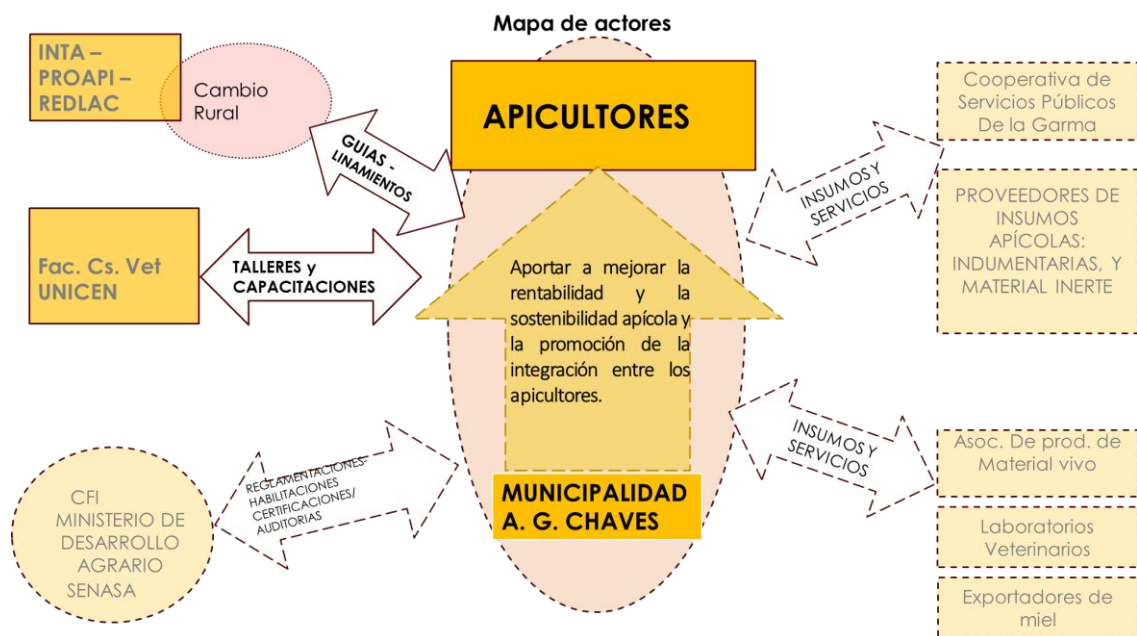 Mapa de actores
INTA –
PROAPI –
REDLAC
Cambio
Rural
APICULTORES
Cooperativa de
Servicios Públicos
De la Garma
GUIAS -
LINAMIENTOS
INSUMOS Y
SERVICIOS
PROVEEDORES DE
INSUMOS
APÍCOLAS:
INDUMENTARIAS, Y
MATERIAL INERTE
Fac. Cs. Vet
UNICEN
TALLERES y
CAPACITACIONES
Aportar a mejorar la
rentabilidad y la
sostenibilidad apícola y
la promoción de la
integración entre los
apicultores.
INSUMOS Y
SERVICIOS
Asoc. De prod. de
Material vivo
REGLAMENTACIONES-
HABILITACIONES
CERTIFICACIONES/
AUDITORIAS
MUNICIPALIDAD
A. G. CHAVES
CFI
MINISTERIO DE
DESARROLLO
AGRARIO
SENASA
Laboratorios
Veterinarios
Exportadores de
miel